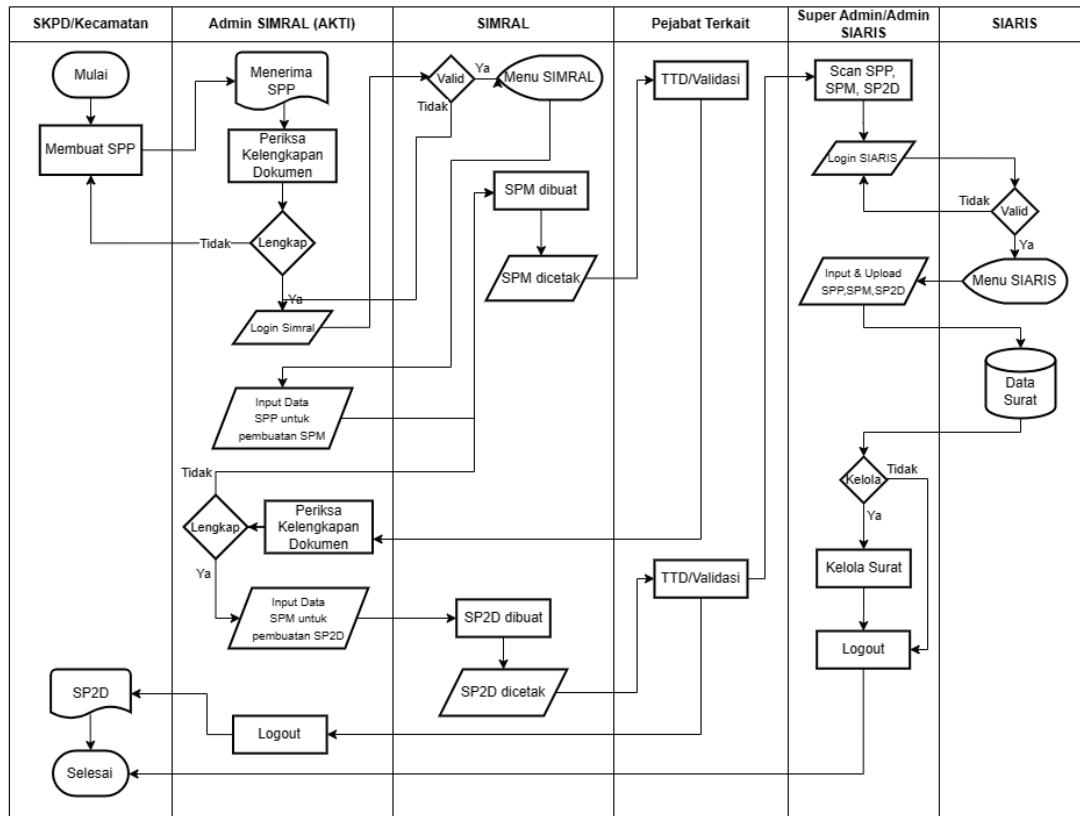 SKPD/Kecamatan
Admin SIMRAL (AKTI)
SIMRAL
Pejabat Terkait
Super Admin/Admin
SIARIS
SIARIS
Mulai
Membuat SPP
Menerima
SPP
Periksa
Kelengkapan
Dokumen
Lengkap
Tidak
Ya
Login Simral
Valid
Ya
Tidak
Menu SIMRAL
Input Data
SPP untuk
pembuatan SPM
SPM dibuat
SPM dicetak
TTD/Validasi
Periksa
Kelengkapan
Dokumen
Lengkap
Tidak
Ya
Input Data
SPM untuk
pembuatan SP2D
SP2D dibuat
SP2D dicetak
TTD/Validasi
Logout
SP2D
Selesai
Scan SPP,
SPM, SP2D
Login SIARIS
Valid
Tidak
Ya
Menu SIARIS
Input & Upload
SPP,SPM,SP2D
Data
Surat
Kelola
Tidak
Ya
Kelola Surat
Logout